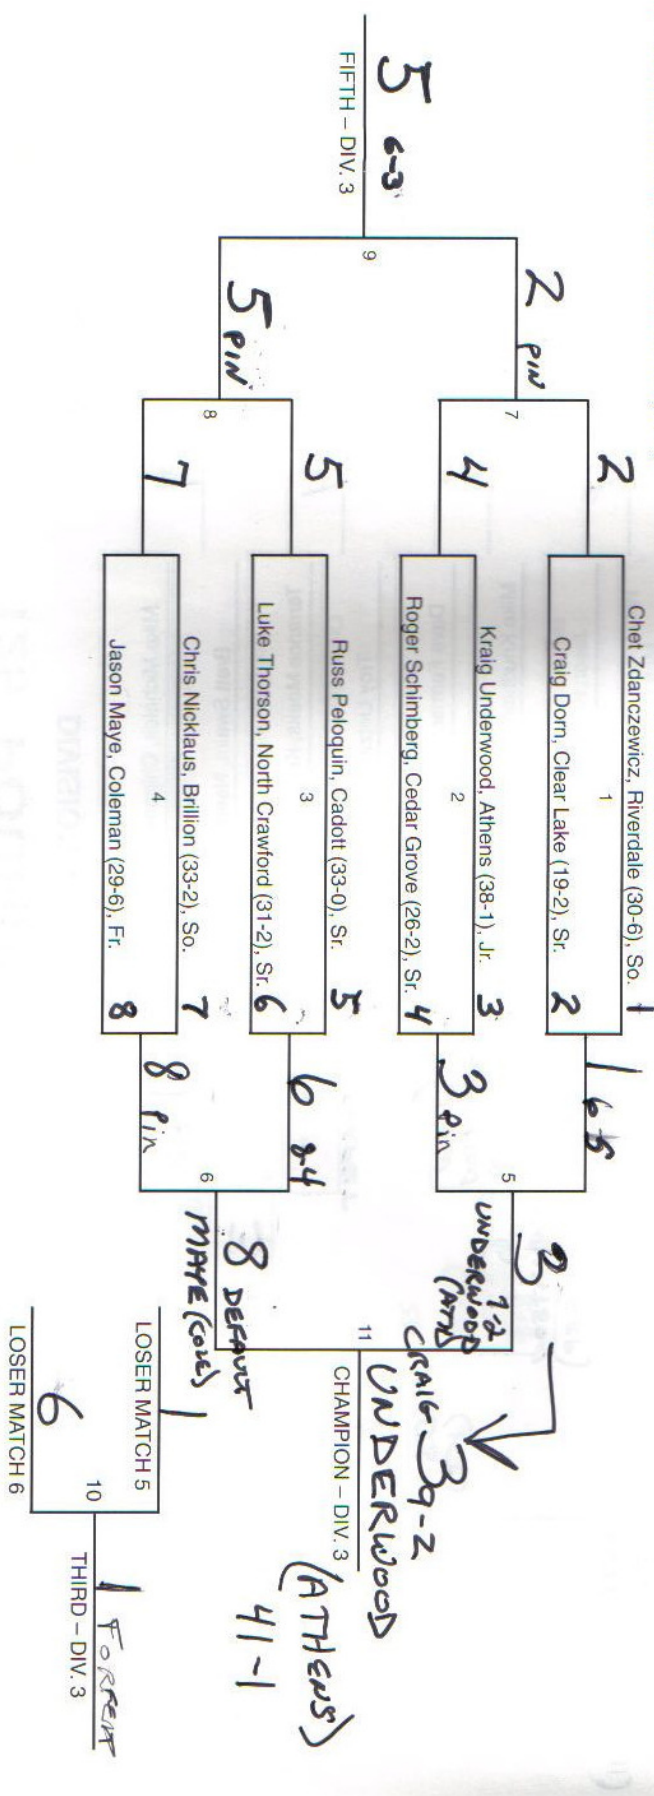 5
6-3
FIFTH – DIV. 3
9
2 PIN
5 PIN
7
8
2
4
5
7
Chet Zdanczewicz, Riverdale (30-6), So. 1
1
Craig Dorn, Clear Lake (19-2), Sr. 2
Kraig Underwood, Athens (38-1), Jr. 3
2
Roger Schimberg, Cedar Grove (26-2), Sr. 4
Russ Peloquin, Cadott (33-0), Sr. 5
3
Luke Thorson, North Crawford (31-2), Sr. 6
Chris Nicklaus, Brillion (33-2), So. 7
4
Jason Maye, Coleman (29-6), Fr. 8
1 6-5
3 Pin
6 8-4
8 Pin
5
6
3
7-2
UNDERWOOD
(ATH)
8 DEFAULT
MAYE (COLE)
11
3 9-2
CRAIG
UNDERWOOD
CHAMPION – DIV. 3
(ATHENS)
41-1
1
LOSER MATCH 5
10
6
LOSER MATCH 6
1 FORFEIT
THIRD – DIV. 3